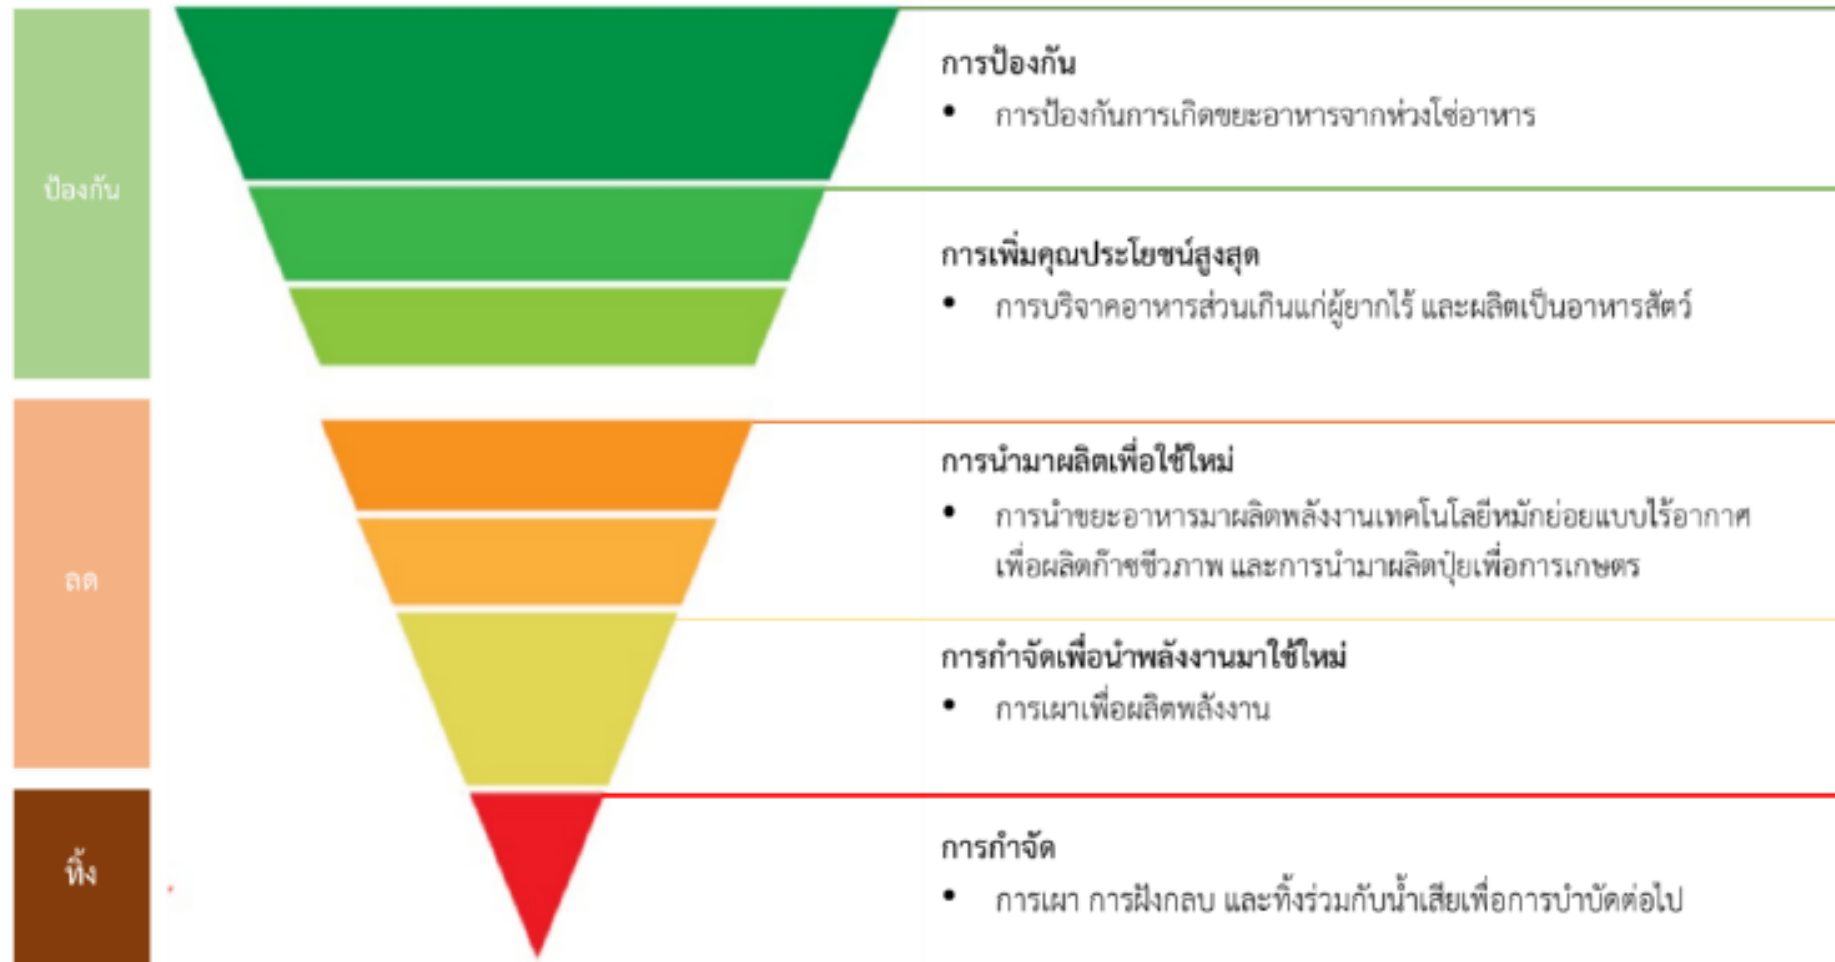 ป้องกัน
การป้องกัน
• การป้องกันการเกิดขยะอาหารจากห่วงโซ่อาหาร
การเพิ่มคุณประโยชน์สูงสุด
• การบริจาคอาหารส่วนเกินแก่ผู้ยากไร้ และผลิตเป็นอาหารสัตว์
ลด
การนำมาผลิตเพื่อใช้ใหม่
• การนำขยะอาหารมาผลิตพลังงานเทคโนโลยีหมักย่อยแบบไร้อากาศ
เพื่อผลิตก๊าซชีวภาพ และการนำมาผลิตปุ๋ยเพื่อการเกษตร
การกำจัดเพื่อนำพลังงานมาใช้ใหม่
• การเผาเพื่อผลิตพลังงาน
ทิ้ง
การกำจัด
• การเผา การฝังกลบ และทิ้งร่วมกับน้ำเสียเพื่อการบำบัดต่อไป